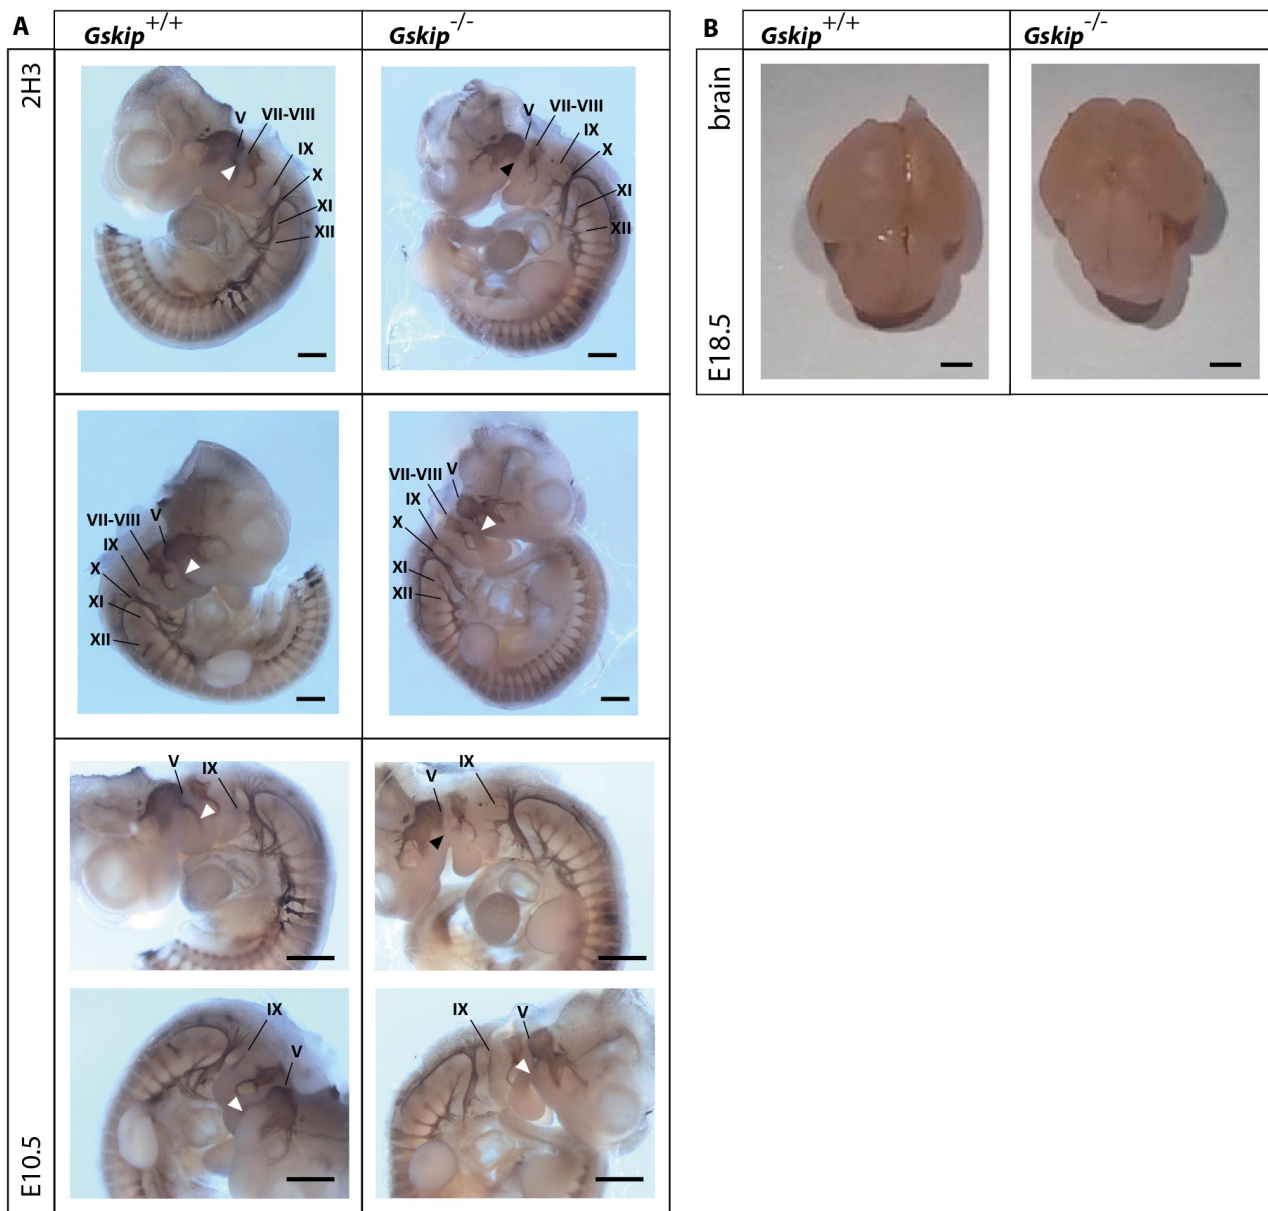 A
Gskip+/+
Gskip-/-
2H3
V
VII-VIII
IX
X
XI
XII
V
VII-VIII
IX
X
XI
XII
VII-VIII
V
IX
X
XI
XII
VII-VIII
V
IX
X
XI
XII
V
IX
V
IX
IX
V
IX
V
E10.5
B
Gskip+/+
Gskip-/-
brain
E18.5